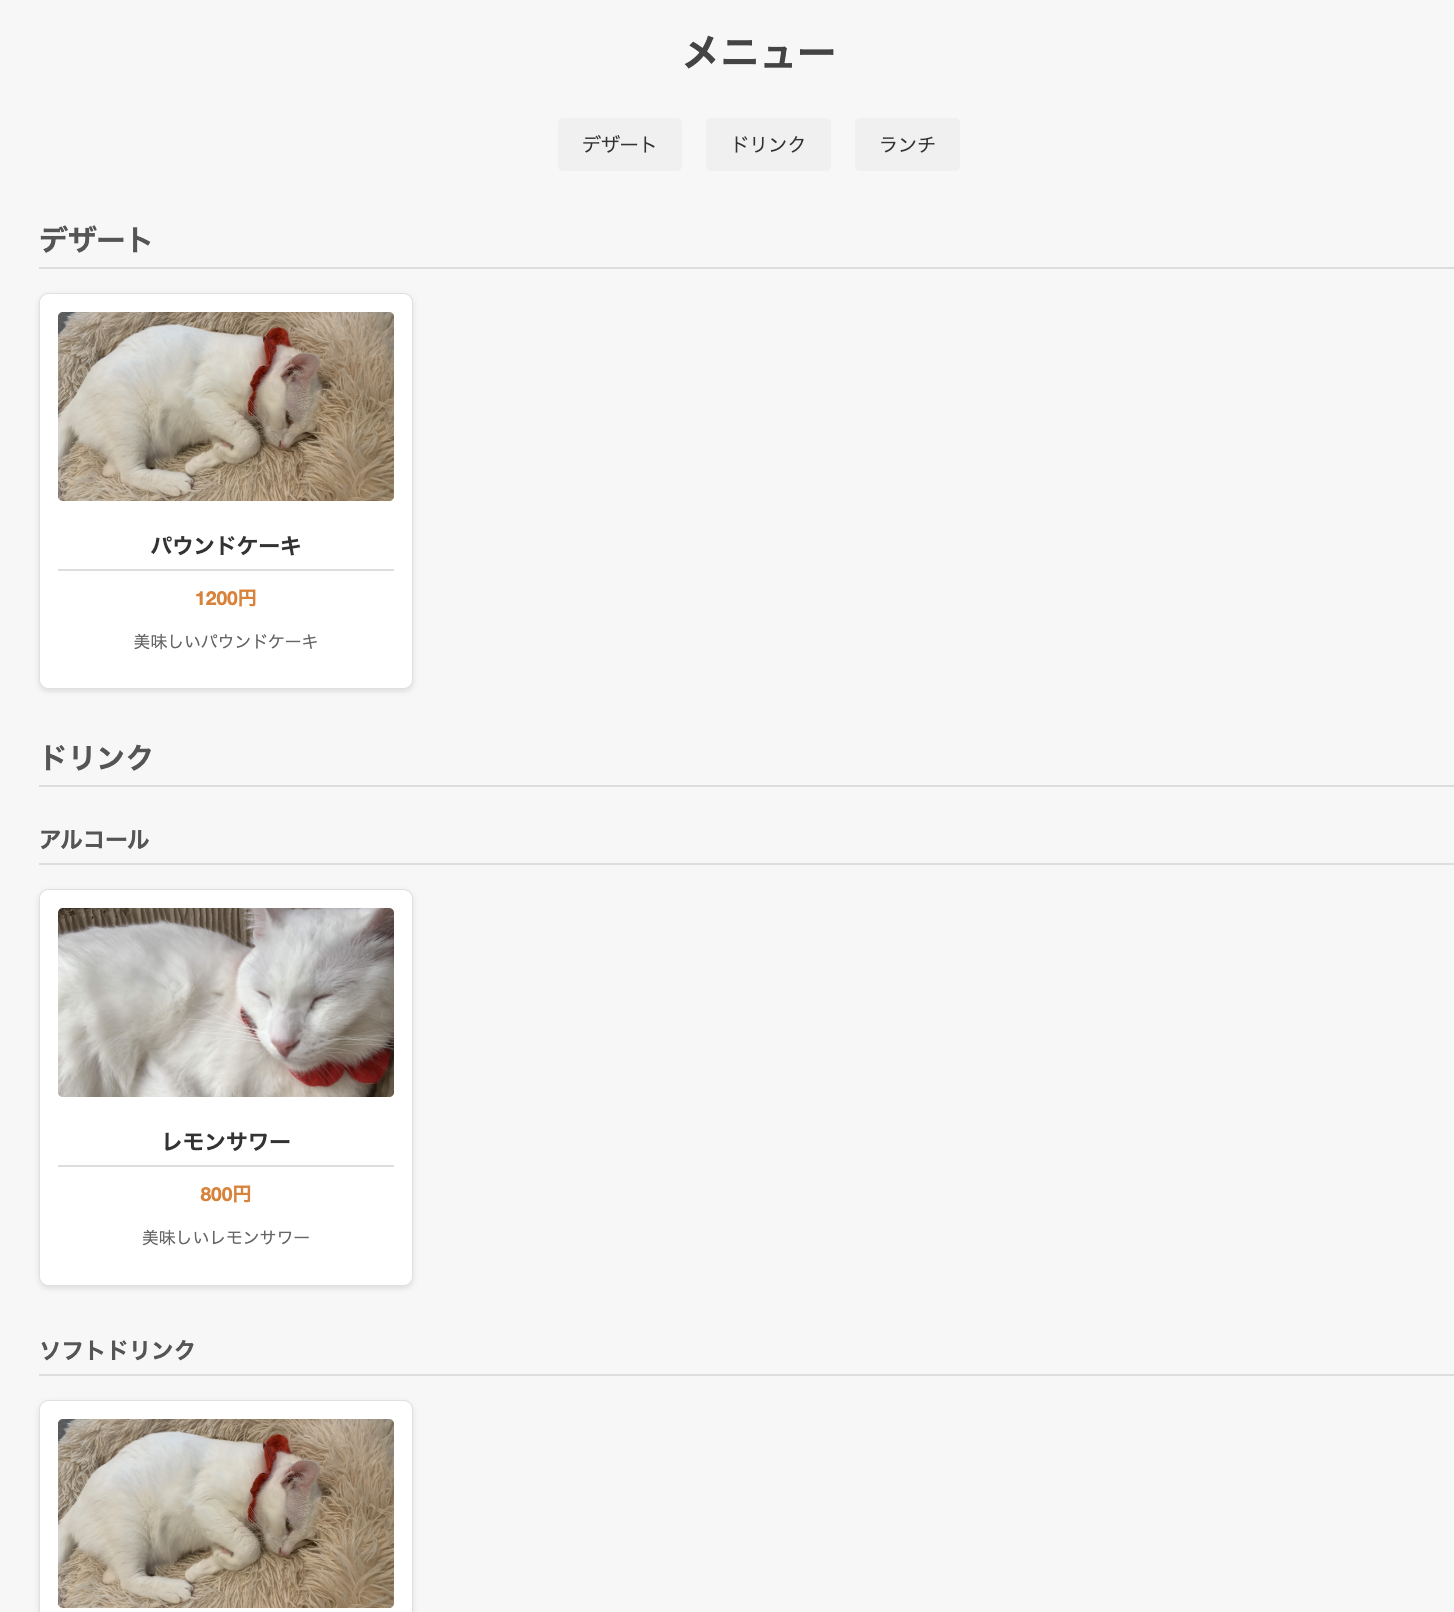 メニュー
デザート
ドリンク
ランチ
デザート
パウンドケーキ
1200円
美味しいパウンドケーキ
ドリンク
アルコール
レモンサワー
800円
美味しいレモンサワー
ソフトドリンク